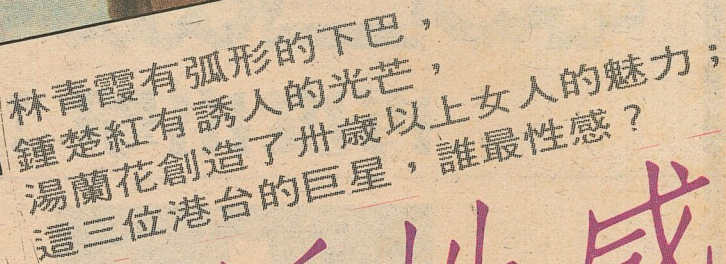 林青霞有弧形的下巴，
鍾楚紅有誘人的光芒，
湯蘭花創造了卅歲以上女人的魅力；
這三位港台的巨星，誰最性感？
性感